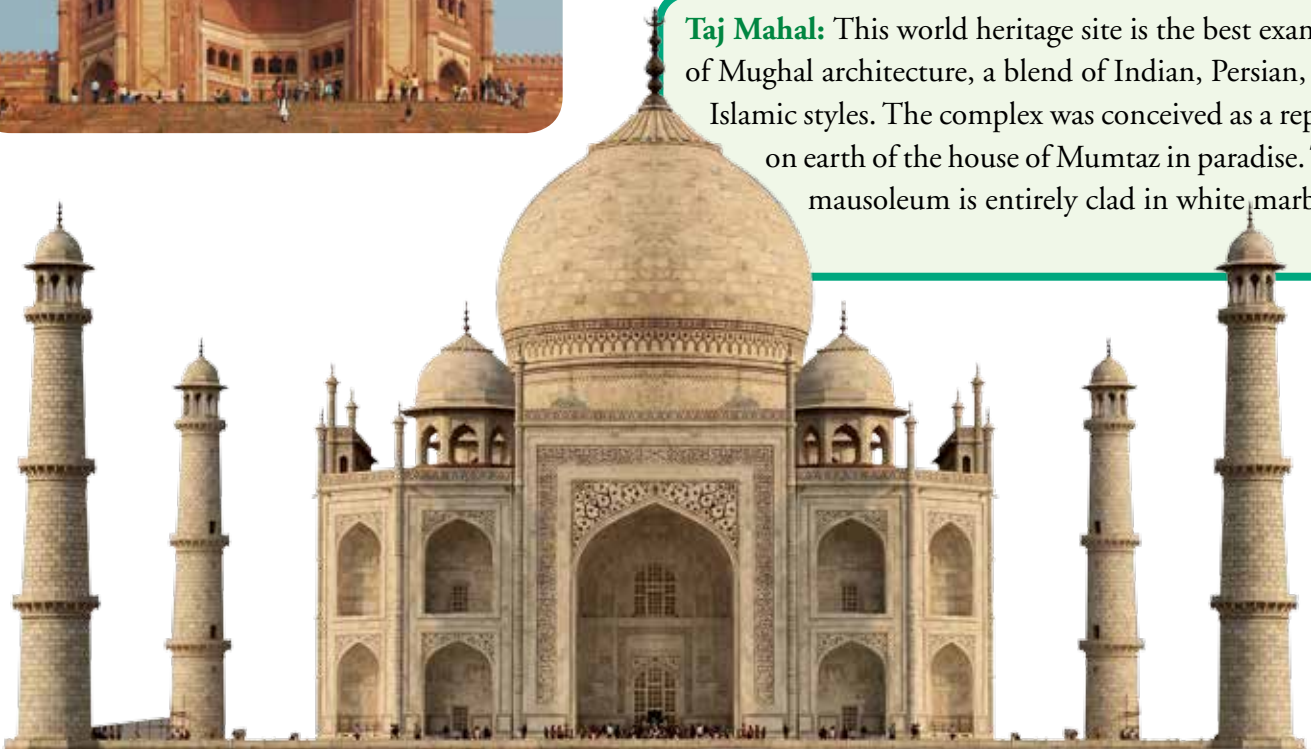 Taj Mahal: This world heritage site is the best exam
of Mughal architecture, a blend of Indian, Persian,
Islamic styles. The complex was conceived as a rep
on earth of the house of Mumtaz in paradise.
mausoleum is entirely clad in white marb